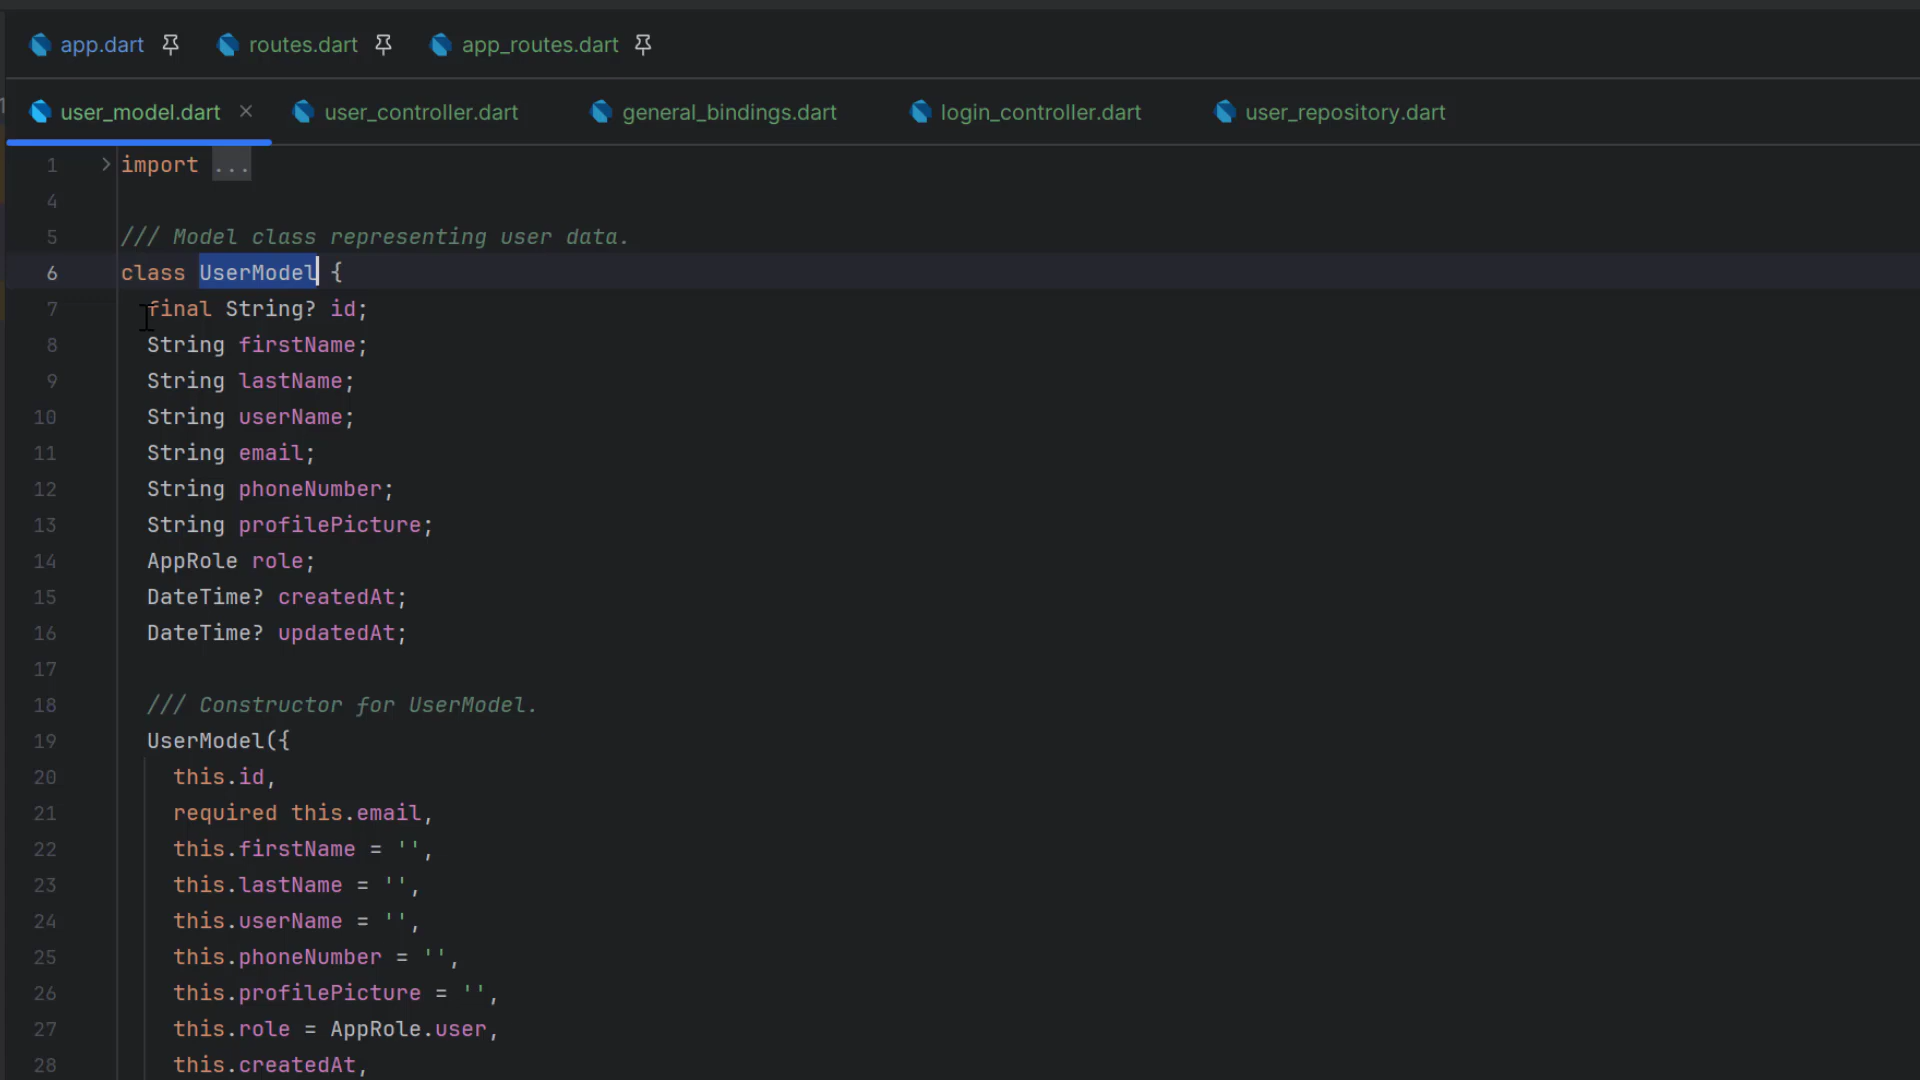 app.dart routes.dart app_routes.dart
user_model.dart user_controller.dart general_bindings.dart login_controller.dart user_repository.dart
1 import ...
4
5 /// Model class representing user data.
6 class UserModel {
7 final String? id;
8 String firstName;
9 String lastName;
10 String userName;
11 String email;
12 String phoneNumber;
13 String profilePicture;
14 AppRole role;
15 DateTime? createdAt;
16 DateTime? updatedAt;
17
18 /// Constructor for UserModel.
19 UserModel({
20 this.id,
21 required this.email,
22 this.firstName = '',
23 this.lastName = '',
24 this.userName = '',
25 this.phoneNumber = '',
26 this.profilePicture = '',
27 this.role = AppRole.user,
28 this.createdAt,